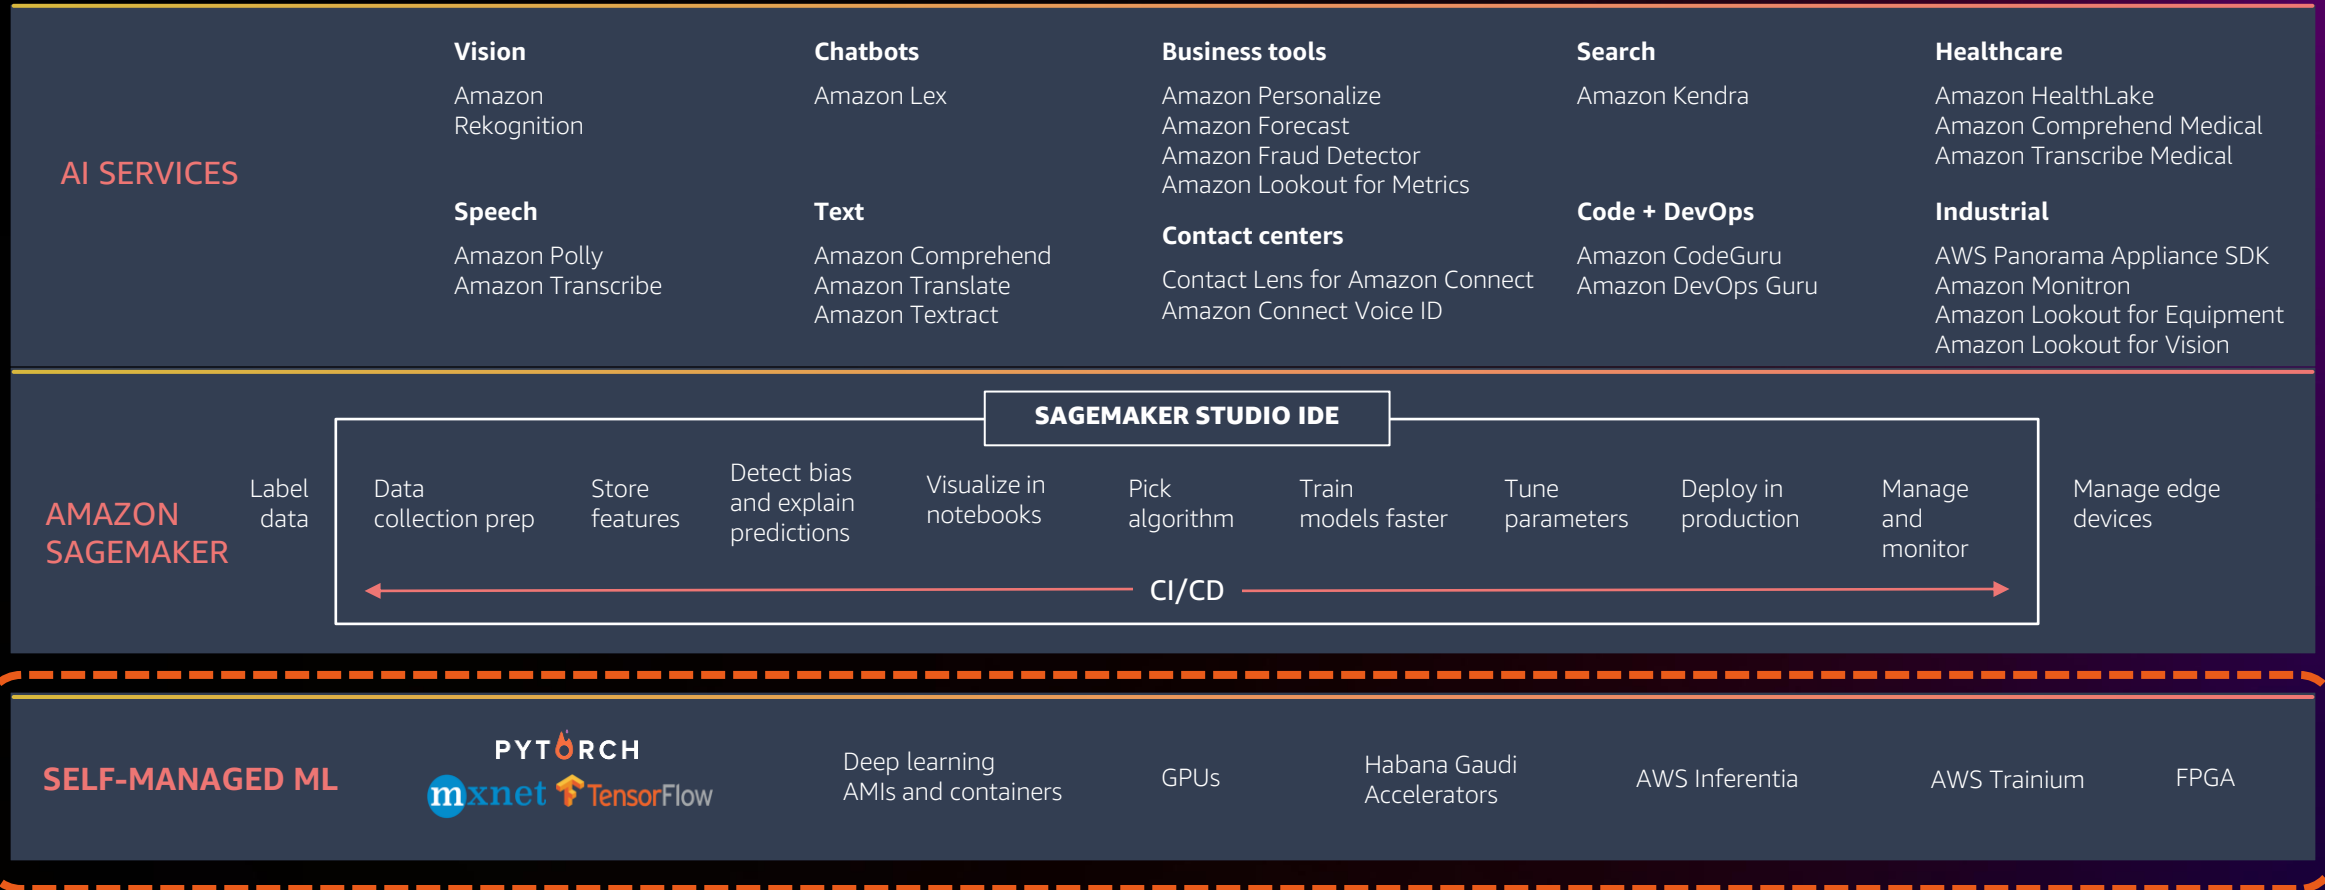 AI SERVICES
Vision
Amazon
Rekognition
Chatbots
Amazon Lex
Business tools
Amazon Personalize
Amazon Forecast
Amazon Fraud Detector
Amazon Lookout for Metrics
Search
Amazon Kendra
Healthcare
Amazon HealthLake
Amazon Comprehend Medical
Amazon Transcribe Medical
Speech
Amazon Polly
Amazon Transcribe
Text
Amazon Comprehend
Amazon Translate
Amazon Textract
Contact centers
Contact Lens for Amazon Connect
Amazon Connect Voice ID
Code + DevOps
Amazon CodeGuru
Amazon DevOps Guru
Industrial
AWS Panorama Appliance SDK
Amazon Monitron
Amazon Lookout for Equipment
Amazon Lookout for Vision
AMAZON
SAGEMAKER
SAGEMAKER STUDIO IDE
Label
data
Data
collection prep
Store
features
Detect bias
and explain
predictions
Visualize in
notebooks
Pick
algorithm
Train
models faster
Tune
parameters
Deploy in
production
Manage
and
monitor
Manage edge
devices
CI/CD
SELF-MANAGED ML
PYTORCH
mxnet
TensorFlow
Deep learning
AMIs and containers
GPUs
Habana Gaudi
Accelerators
AWS Inferentia
AWS Trainium
FPGA